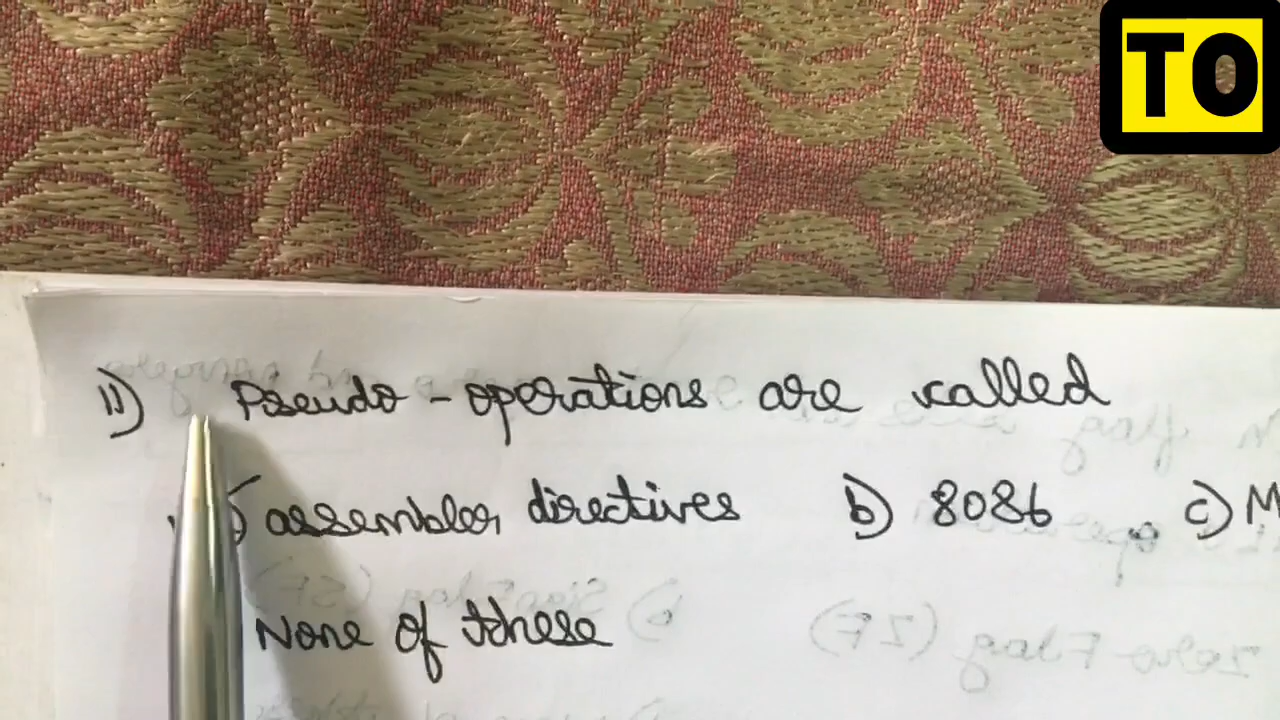 TO
11) Pseudo-operations are called
assembler directives b) 8086 c) M
None of these